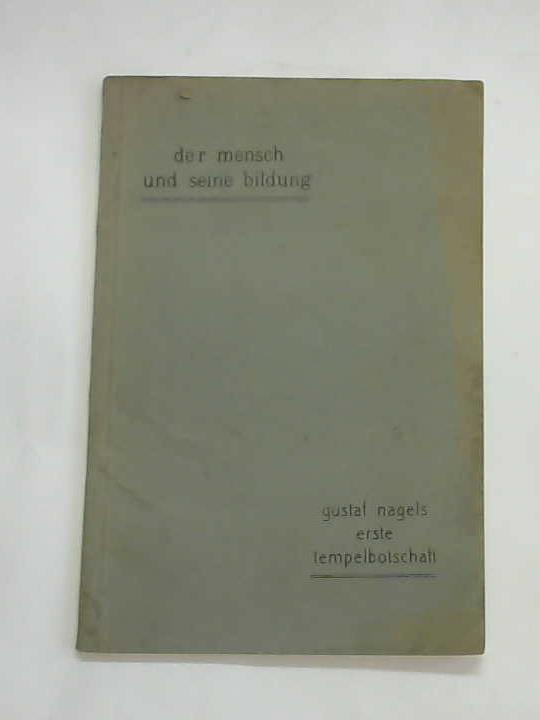 der mensch
und seine bildung
gustaf nagels
erste
tempelbotschaft